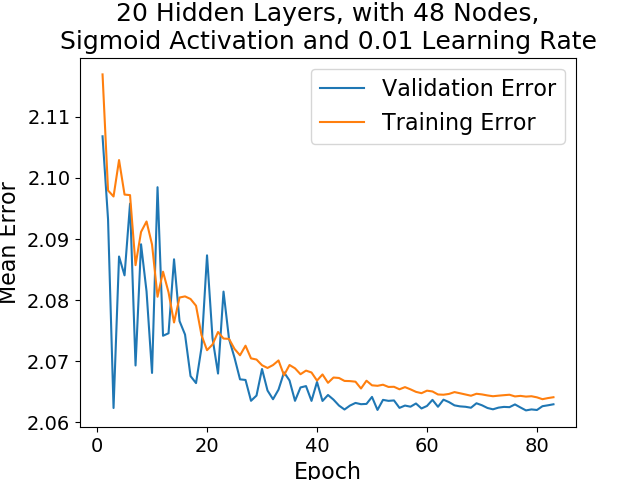 20 Hidden Layers, with 48 Nodes,
Sigmoid Activation and 0.01 Learning Rate
Validation Error
Training Error
Mean Error
2.11
2.10
2.09
2.08
2.07
2.06
0 20 40 60 80
Epoch